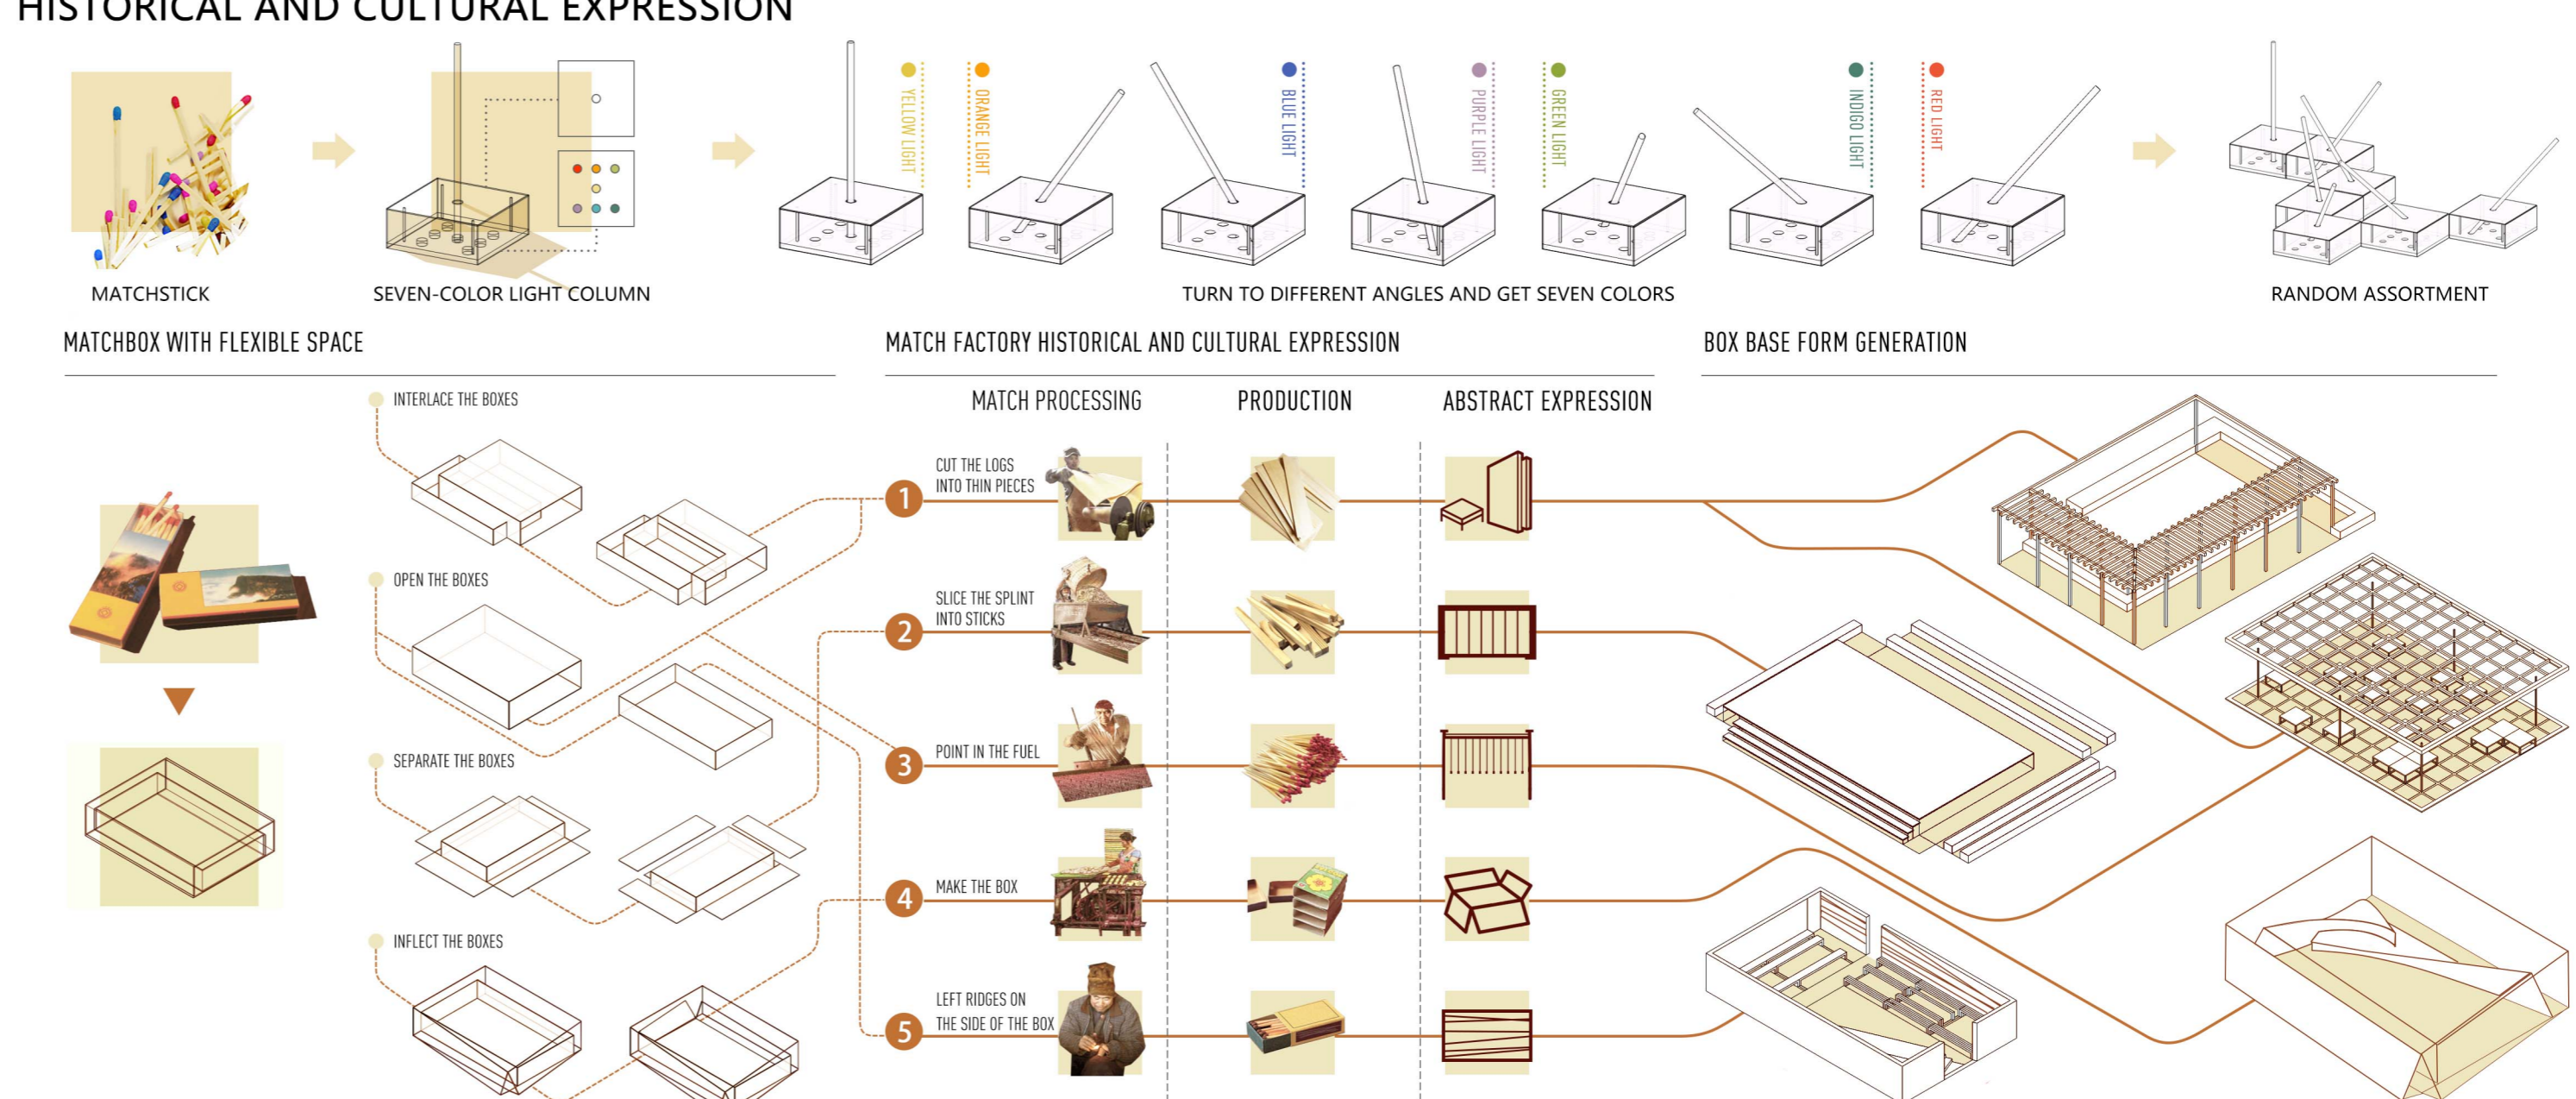 HISTORICAL AND CULTURAL EXPRESSION
YELLOW LIGHT
ORANGE LIGHT
BLUE LIGHT
PURPLE LIGHT
GREEN LIGHT
INDIGO LIGHT
RED LIGHT
MATCHSTICK
SEVEN-COLOR LIGHT COLUMN
TURN TO DIFFERENT ANGLES AND GET SEVEN COLORS
RANDOM ASSORTMENT
MATCHBOX WITH FLEXIBLE SPACE
INTERLACE THE BOXES
OPEN THE BOXES
SEPARATE THE BOXES
INFLECT THE BOXES
MATCH FACTORY HISTORICAL AND CULTURAL EXPRESSION
MATCH PROCESSING
PRODUCTION
ABSTRACT EXPRESSION
1
CUT THE LOGS
INTO THIN PIECES
2
SLICE THE SPLINT
INTO STICKS
3
POINT IN THE FUEL
4
MAKE THE BOX
5
LEFT RIDGES ON
THE SIDE OF THE BOX
BOX BASE FORM GENERATION